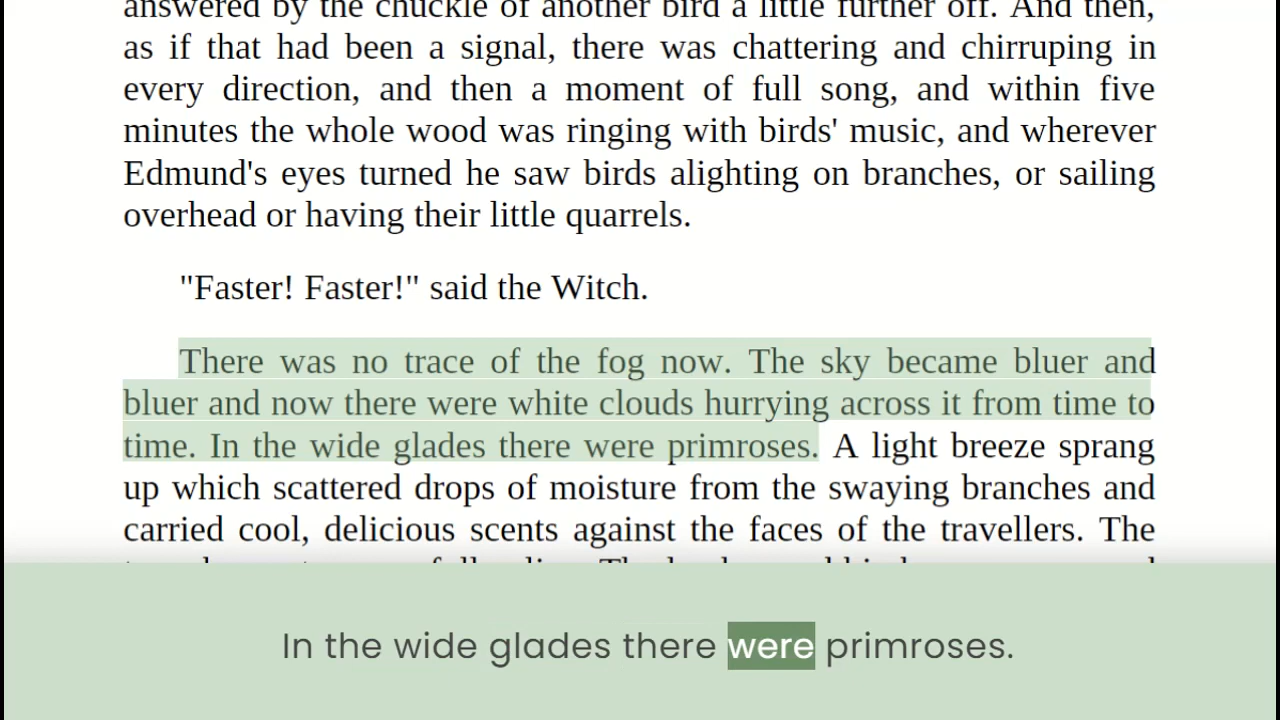 answered by the chuckle of another bird a little further off. And then,
as if that had been a signal, there was chattering and chirruping in
every direction, and then a moment of full song, and within five
minutes the whole wood was ringing with birds' music, and wherever
Edmund's eyes turned he saw birds alighting on branches, or sailing
overhead or having their little quarrels.
"Faster! Faster!" said the Witch.
There was no trace of the fog now. The sky became bluer and
bluer and now there were white clouds hurrying across it from time to
time. In the wide glades there were primroses. A light breeze sprang
up which scattered drops of moisture from the swaying branches and
carried cool, delicious scents against the faces of the travellers. The
In the wide glades there were primroses.